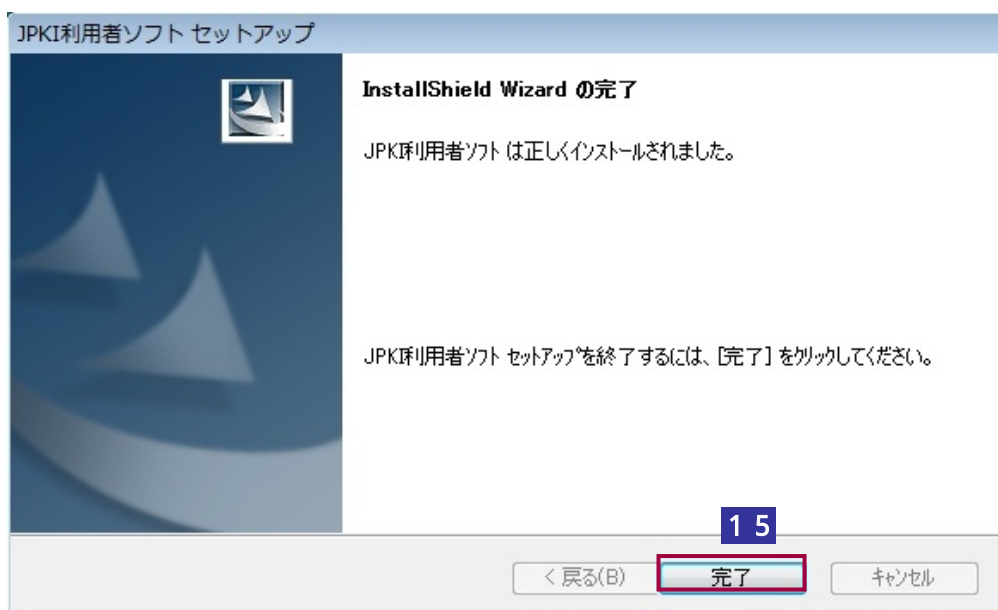 JPKI利用者ソフト セットアップ
InstallShield Wizard の完了
JPKI利用者ソフト は正しくインストールされました。
JPKI利用者ソフト セットアップを終了するには、[完了] をクリックしてください。
15
< 戻る(B)
完了
キャンセル